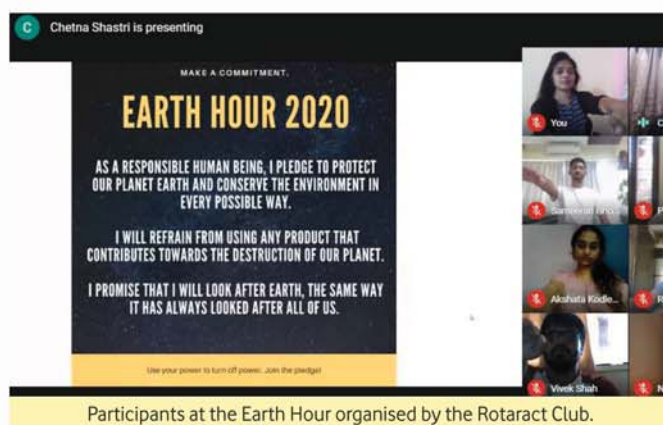 C Chetna Shastri is presenting
MAKE A COMMITMENT.
EARTH HOUR 2020
AS A RESPONSIBLE HUMAN BEING, I PLEDGE TO PROTECT
OUR PLANET EARTH AND CONSERVE THE ENVIRONMENT IN
EVERY POSSIBLE WAY.
I WILL REFRAIN FROM USING ANY PRODUCT THAT
CONTRIBUTES TOWARDS THE DESTRUCTION OF OUR PLANET.
I PROMISE THAT I WILL LOOK AFTER EARTH, THE SAME WAY
IT HAS ALWAYS LOOKED AFTER ALL OF US.
Use your power to turn off power. Join the pledge!
You
Akshata Kodle...
R
Vivek Shah
N
Participants at the Earth Hour organised by the Rotaract Club.